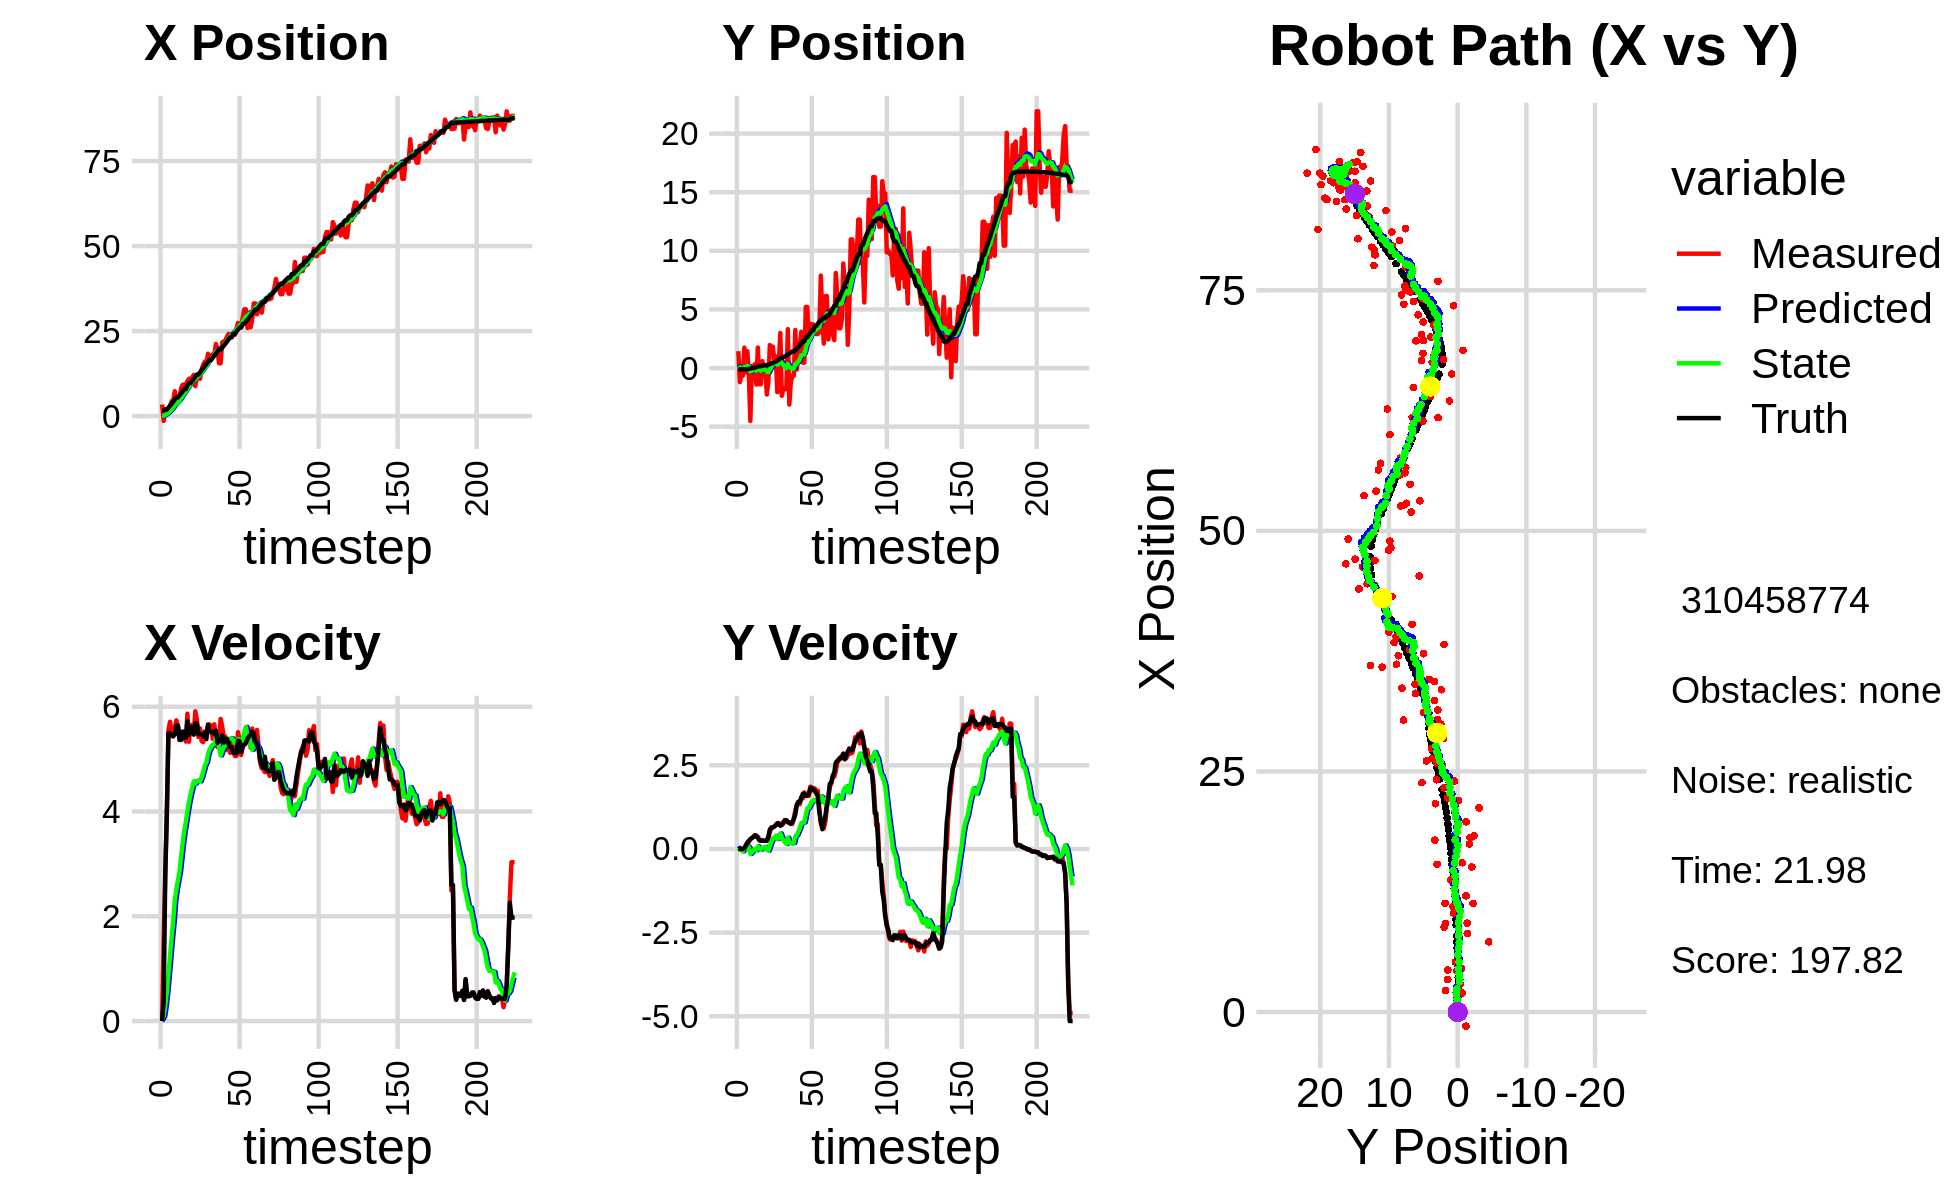 X Position
75
50
25
0
0
50
100
150
200
timestep
Y Position
20
15
10
5
0
-5
0
50
100
150
200
timestep
X Velocity
6
4
2
0
0
50
100
150
200
timestep
Y Velocity
2.5
0.0
-2.5
-5.0
0
50
100
150
200
timestep
Robot Path (X vs Y)
X Position
75
50
25
0
20 10 0 -10 -20
Y Position
variable
Measured
Predicted
State
Truth
310458774
Obstacles: none
Noise: realistic
Time: 21.98
Score: 197.82